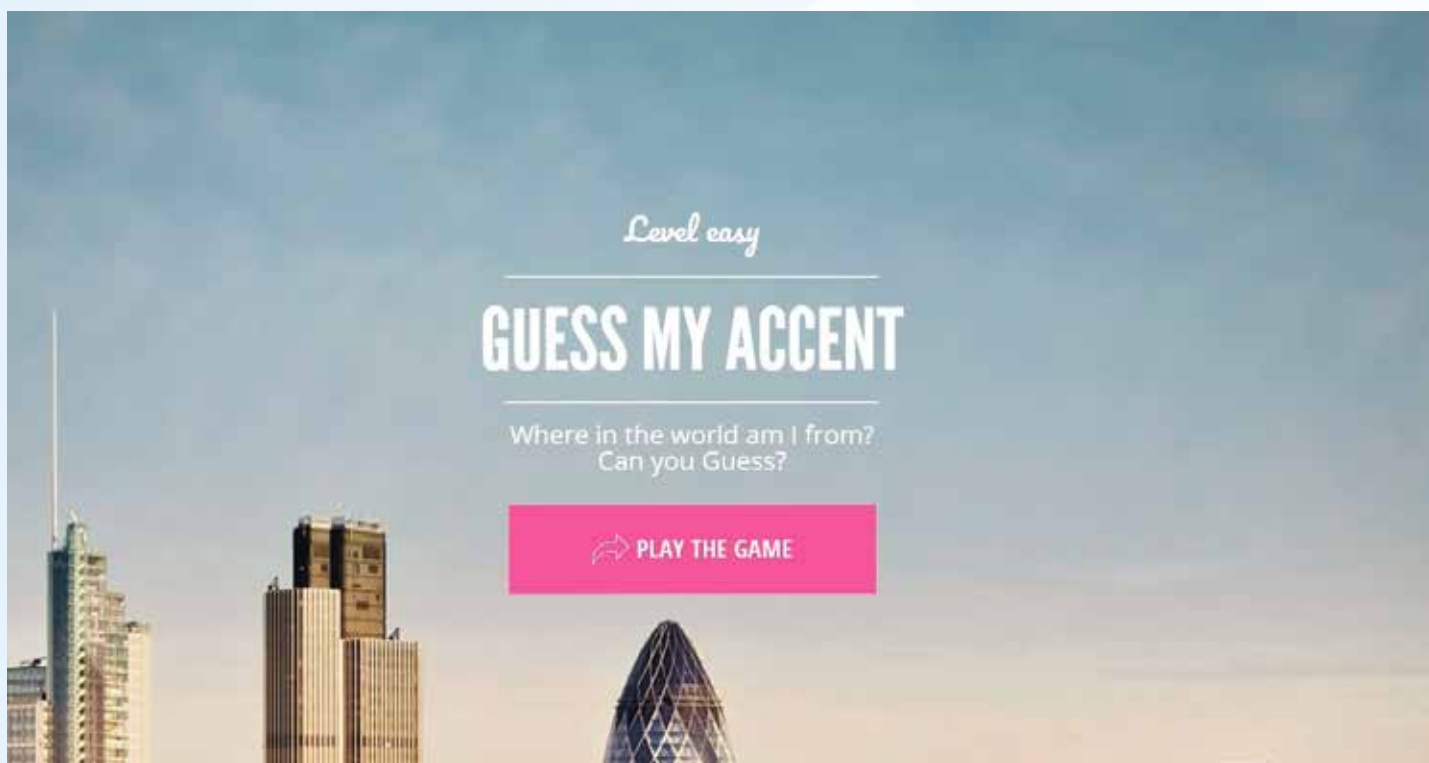 Level easy
GUESS MY ACCENT
Where in the world am I from?
Can you Guess?
PLAY THE GAME